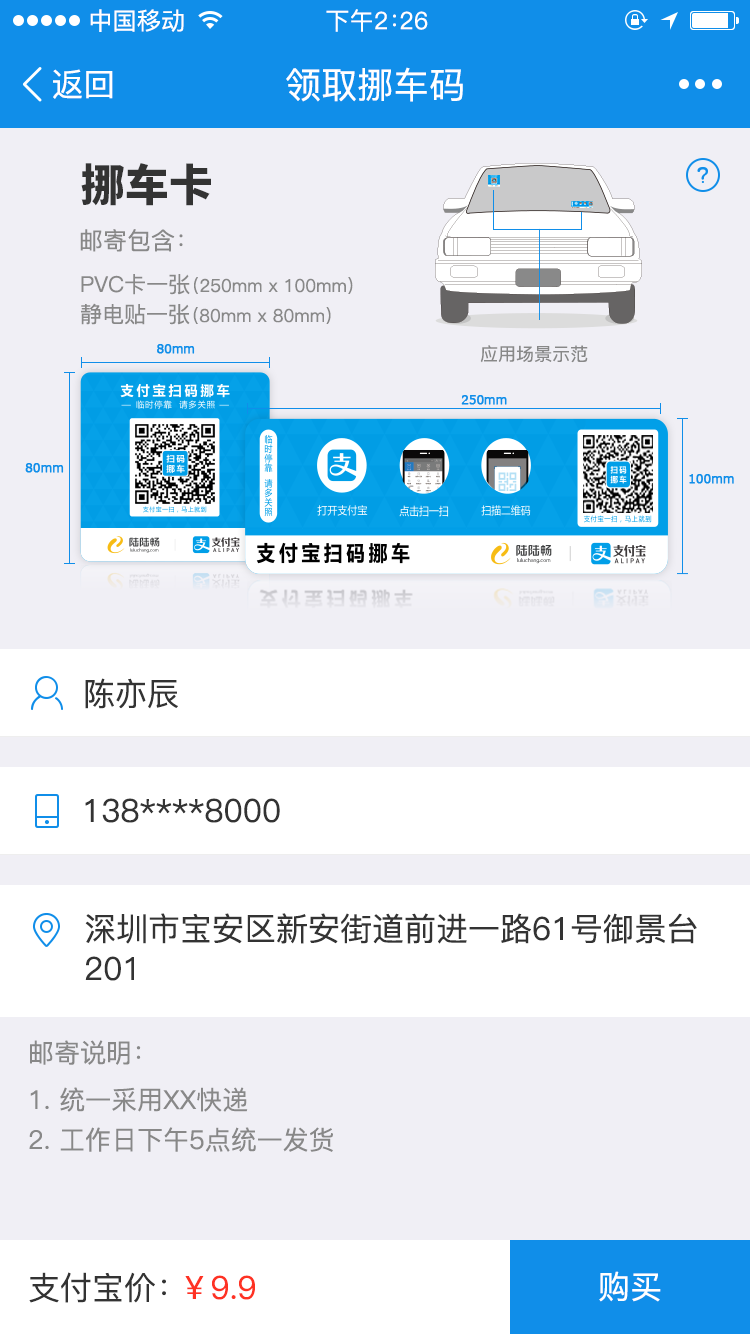 中国移动
下午2:26
返回
领取挪车码
挪车卡
?
邮寄包含：
PVC卡一张(250mm x 100mm)
静电贴一张(80mm x 80mm)
应用场景示范
80mm
80mm
支付宝扫码挪车
临时停靠 请多关照
扫码
挪车
支付宝一扫，马上就到
陆陆畅
luluchang.com
支付宝
ALIPAY
250mm
100mm
临时停靠 请多关照
支
打开支付宝
点击扫一扫
扫描二维码
扫码
挪车
支付宝一扫，马上就到
支付宝扫码挪车
陆陆畅
luluchang.com
支付宝
ALIPAY
陈亦辰
138****8000
深圳市宝安区新安街道前进一路61号御景台
201
邮寄说明：
1. 统一采用XX快递
2. 工作日下午5点统一发货
支付宝价：¥ 9.9
购买